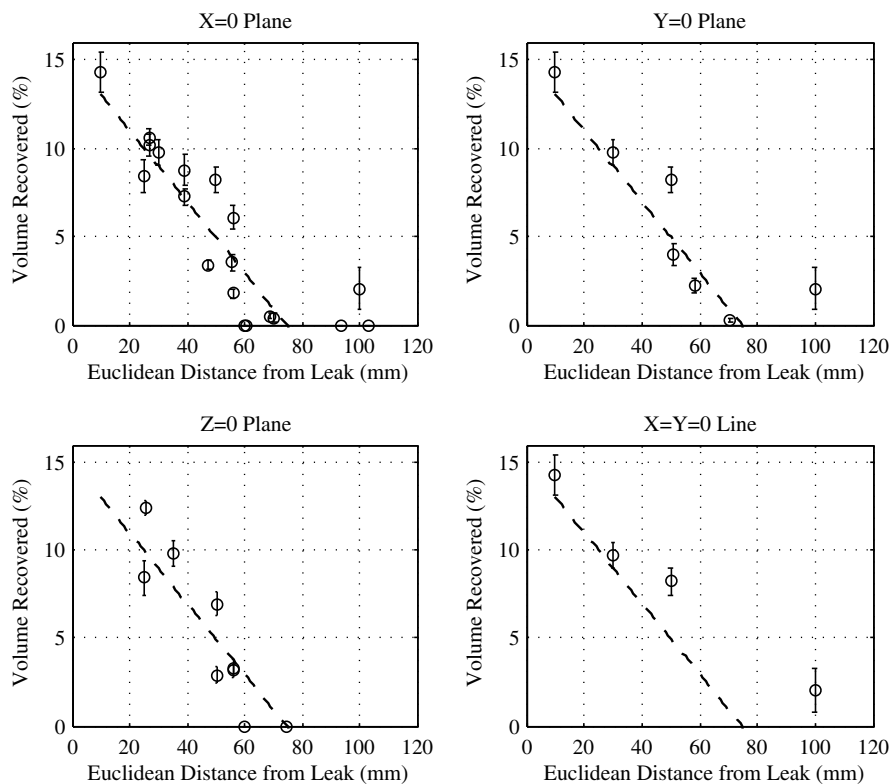 X=0 Plane
Volume Recovered (%)
15
10
5
0
0 20 40 60 80 100 120
Euclidean Distance from Leak (mm)
Y=0 Plane
Volume Recovered (%)
15
10
5
0
0 20 40 60 80 100 120
Euclidean Distance from Leak (mm)
Z=0 Plane
Volume Recovered (%)
15
10
5
0
0 20 40 60 80 100 120
Euclidean Distance from Leak (mm)
X=Y=0 Line
Volume Recovered (%)
15
10
5
0
0 20 40 60 80 100 120
Euclidean Distance from Leak (mm)